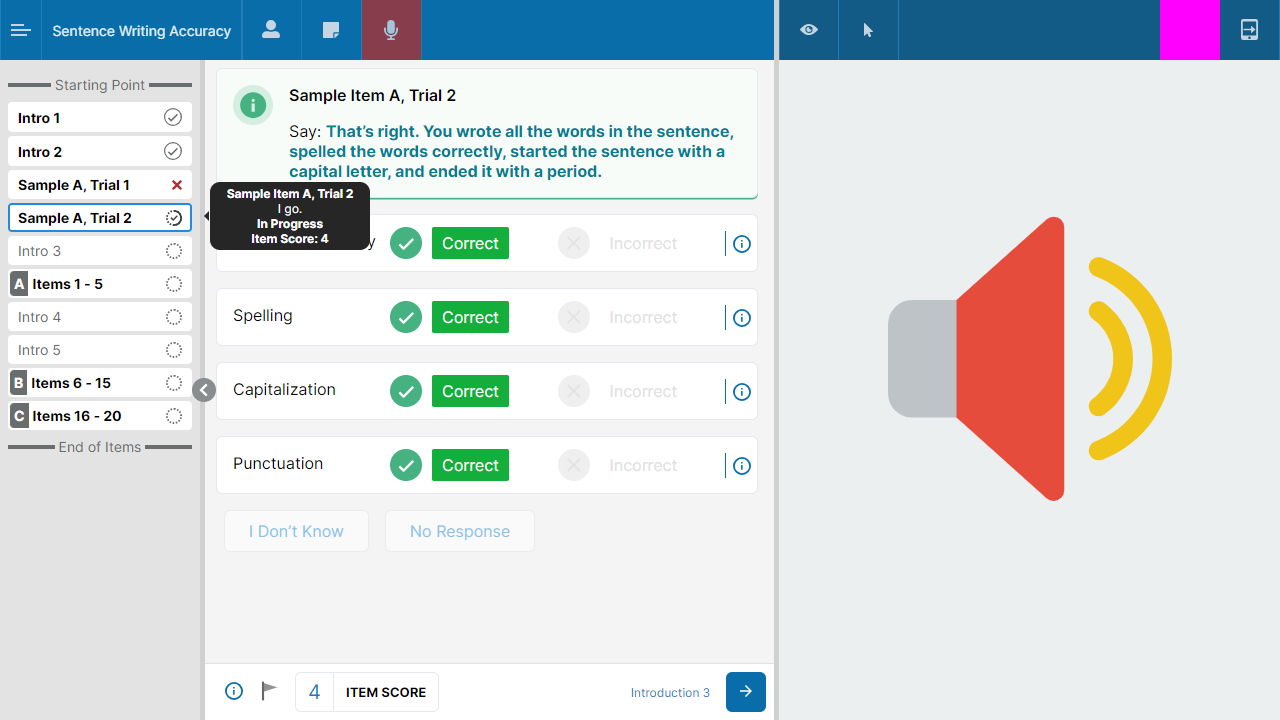 Sentence Writing Accuracy
Starting Point
Intro 1
Intro 2
Sample A, Trial 1
Sample A, Trial 2
Intro 3
A Items 1 - 5
Intro 4
Intro 5
B Items 6 - 15
C Items 16 - 20
End of Items
Sample Item A, Trial 2
Say: That’s right. You wrote all the words in the sentence,
spelled the words correctly, started the sentence with a
capital letter, and ended it with a period.
Sample Item A, Trial 2
I go.
In Progress
Item Score: 4
Correct Incorrect
Spelling Correct Incorrect
Capitalization Correct Incorrect
Punctuation Correct Incorrect
I Don’t Know No Response
4 ITEM SCORE Introduction 3